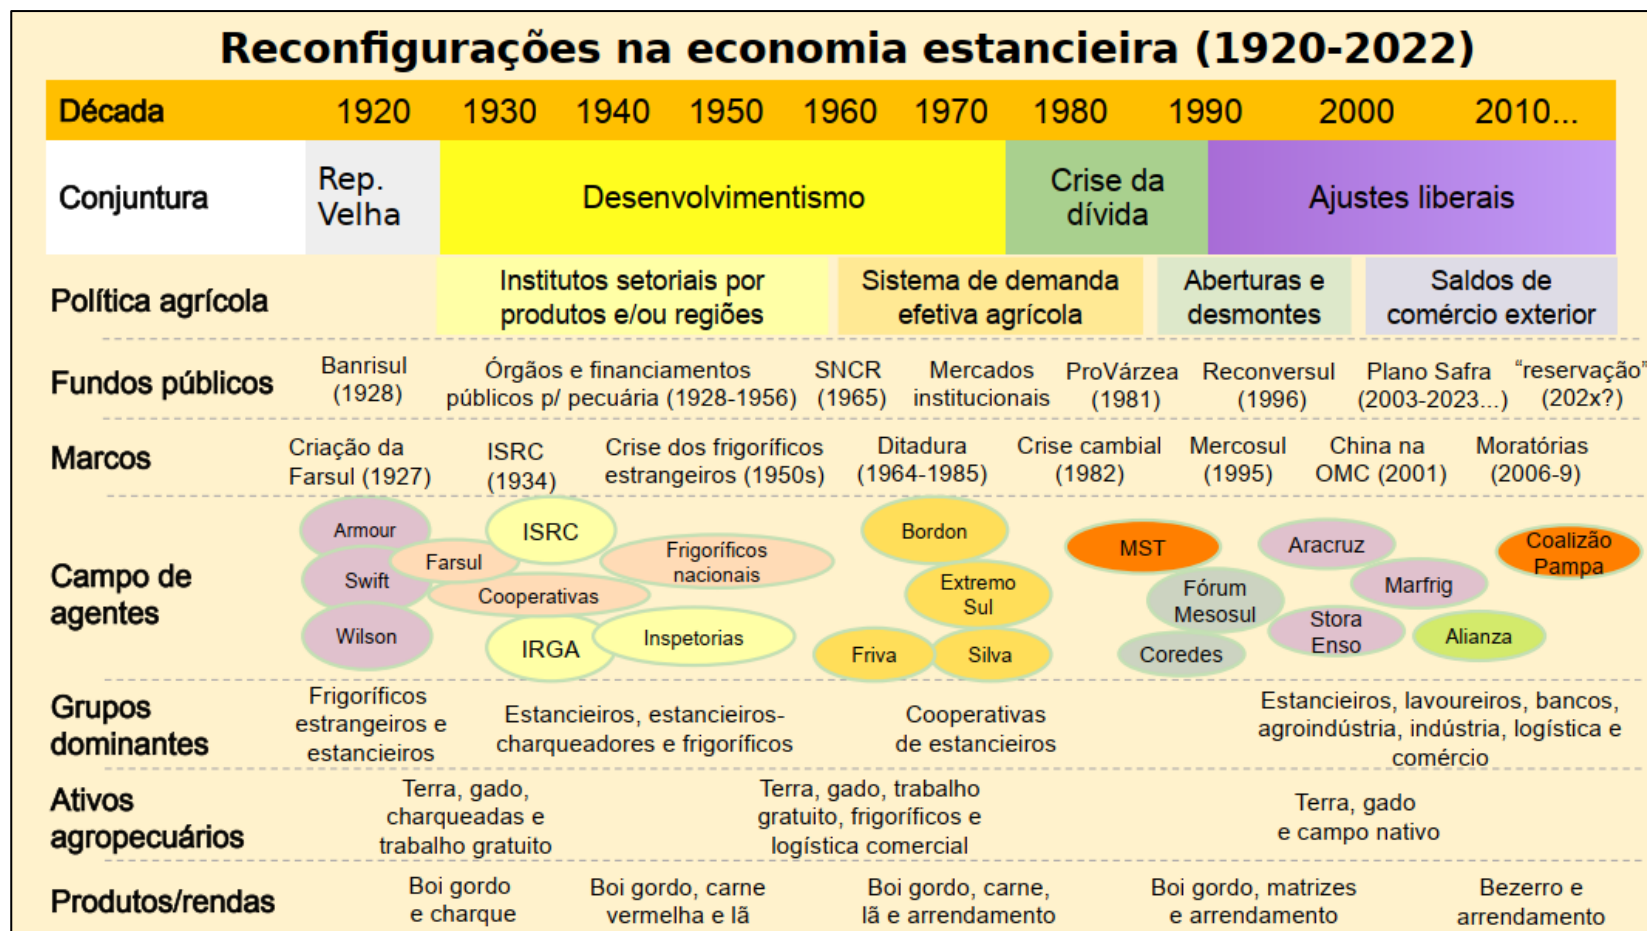 Reconfigurações na economia estancieira (1920-2022)
Década 1920 1930 1940 1950 1960 1970 1980 1990 2000 2010...
Conjuntura
Rep.
Velha
Desenvolvimentismo
Crise da
dívida
Ajustes liberais
Política agrícola
Institutos setoriais por
produtos e/ou regiões
Sistema de demanda
efetiva agrícola
Aberturas e
desmontes
Saldos de
comércio exterior
Fundos públicos
Banrisul
(1928)
Órgãos e financiamentos
públicos p/ pecuária (1928-1956)
SNCR
(1965)
Mercados
institucionais
ProVárzea
(1981)
Reconversul
(1996)
Plano Safra
(2003-2023...)
“reservação”
(202x?)
Marcos
Criação da
Farsul (1927)
ISRC
(1934)
Crise dos frigoríficos
estrangeiros (1950s)
Ditadura
(1964-1985)
Crise cambial
(1982)
Mercosul
(1995)
China na
OMC (2001)
Moratórias
(2006-9)
Campo de
agentes
Armour
Swift
Wilson
Farsul
ISRC
Cooperativas
IRGA
Frigoríficos
nacionais
Inspetorias
Bordon
Extremo
Sul
Friva
Silva
MST
Fórum
Mesosul
Coredes
Aracruz
Stora
Enso
Marfrig
Alianza
Coalizão
Pampa
Grupos
dominantes
Frigoríficos
estrangeiros e
estancieiros
Estancieiros, estancieiros-
charqueadores e frigoríficos
Cooperativas
de estancieiros
Estancieiros, lavoureiros, bancos,
agroindústria, indústria, logística e
comércio
Ativos
agropecuários
Terra, gado,
charqueadas e
trabalho gratuito
Terra, gado, trabalho
gratuito, frigoríficos e
logística comercial
Terra, gado
e campo nativo
Produtos/rendas
Boi gordo
e charque
Boi gordo, carne
vermelha e lã
Boi gordo, carne,
lã e arrendamento
Boi gordo, matrizes
e arrendamento
Bezerro e
arrendamento